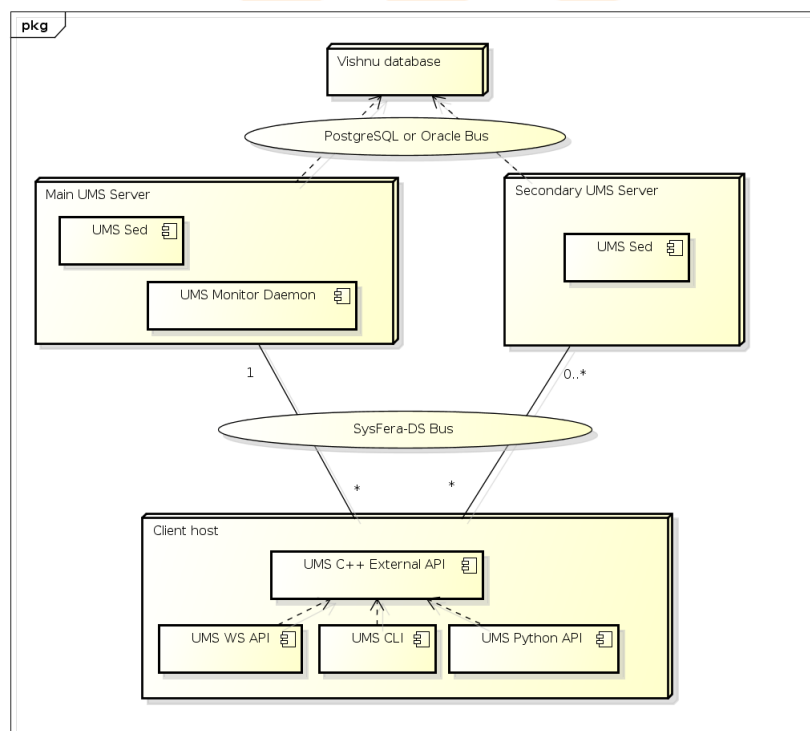 pkg
Vishnu database
PostgreSQL or Oracle Bus
Main UMS Server
UMS Sed
UMS Monitor Daemon
Secondary UMS Server
UMS Sed
1
0..*
SysFera-DS Bus
*
*
Client host
UMS C++ External API
UMS WS API
UMS CLI
UMS Python API